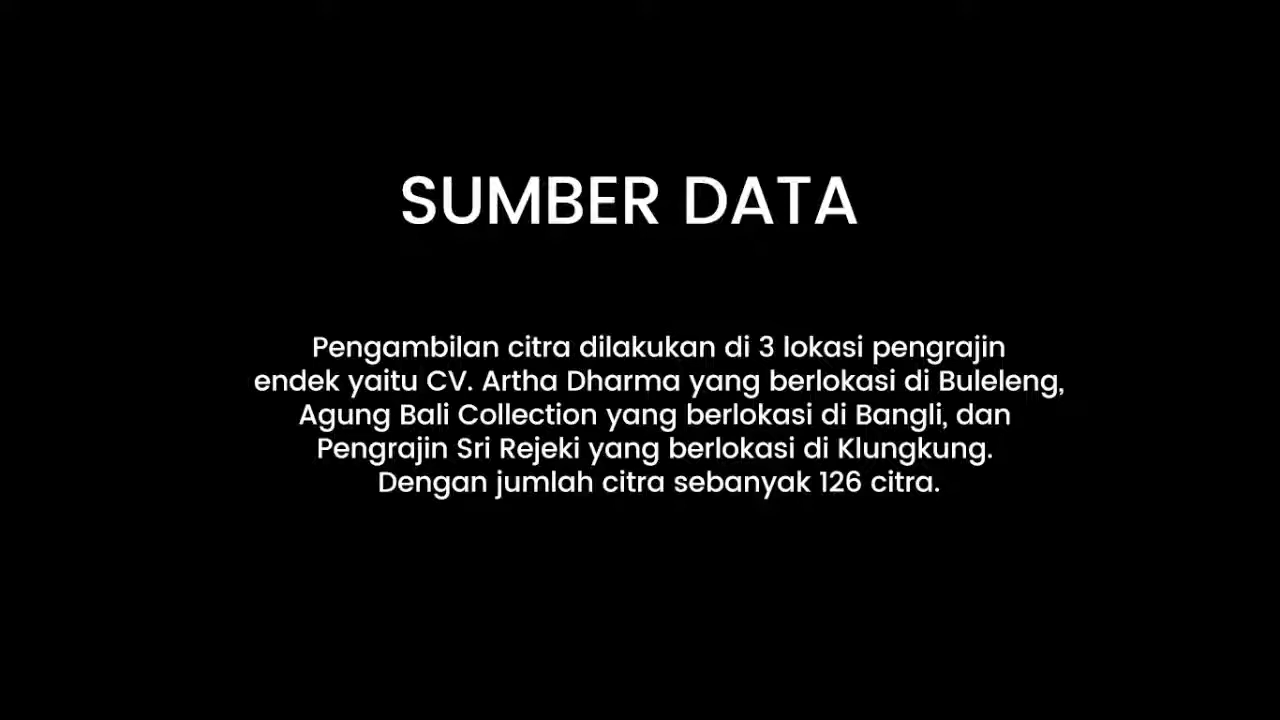 SUMBER DATA
Pengambilan citra dilakukan di 3 lokasi pengrajin
endek yaitu CV. Artha Dharma yang berlokasi di Buleleng,
Agung Bali Collection yang berlokasi di Bangli, dan
Pengrajin Sri Rejeki yang berlokasi di Klungkung.
Dengan jumlah citra sebanyak 126 citra.